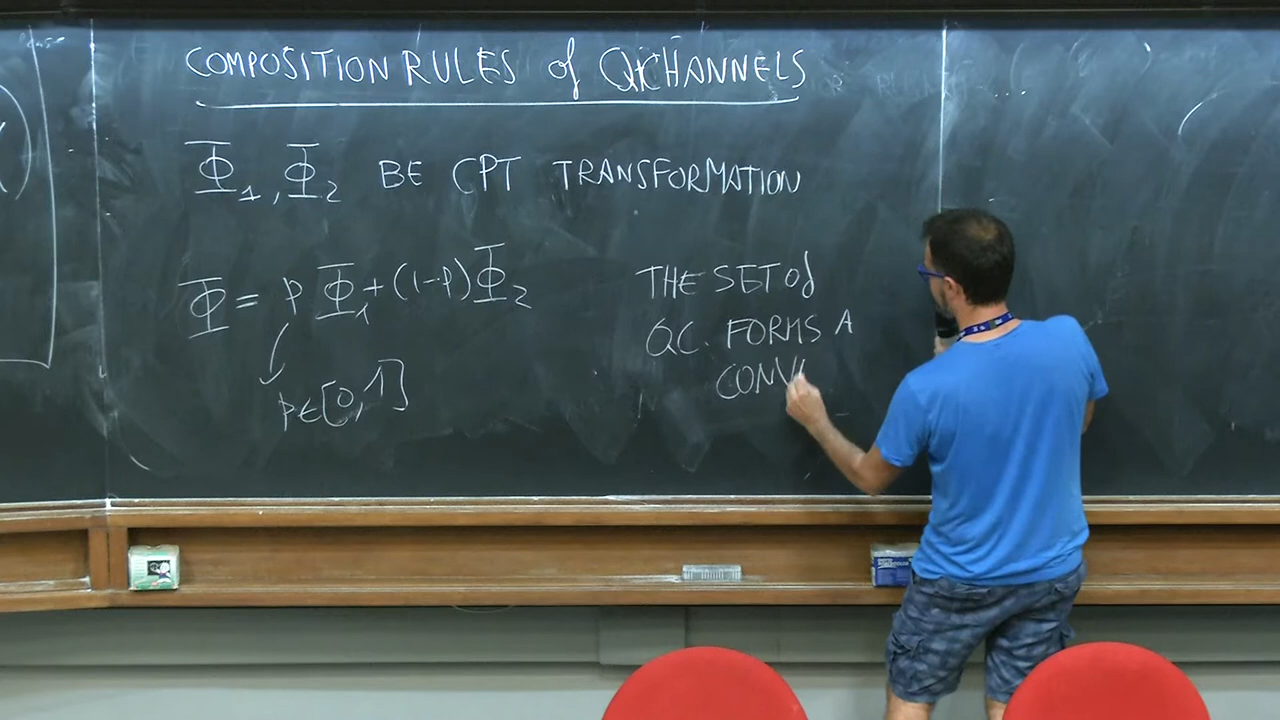 COMPOSITION RULES of Q.CHANNELS
Φ₁, Φ₂ BE CPT TRANSFORMATION
Φ = p Φ₁ + (1-p) Φ₂
p ∈ [0, 1]
THE SET of
QC. FORMS A
CONV